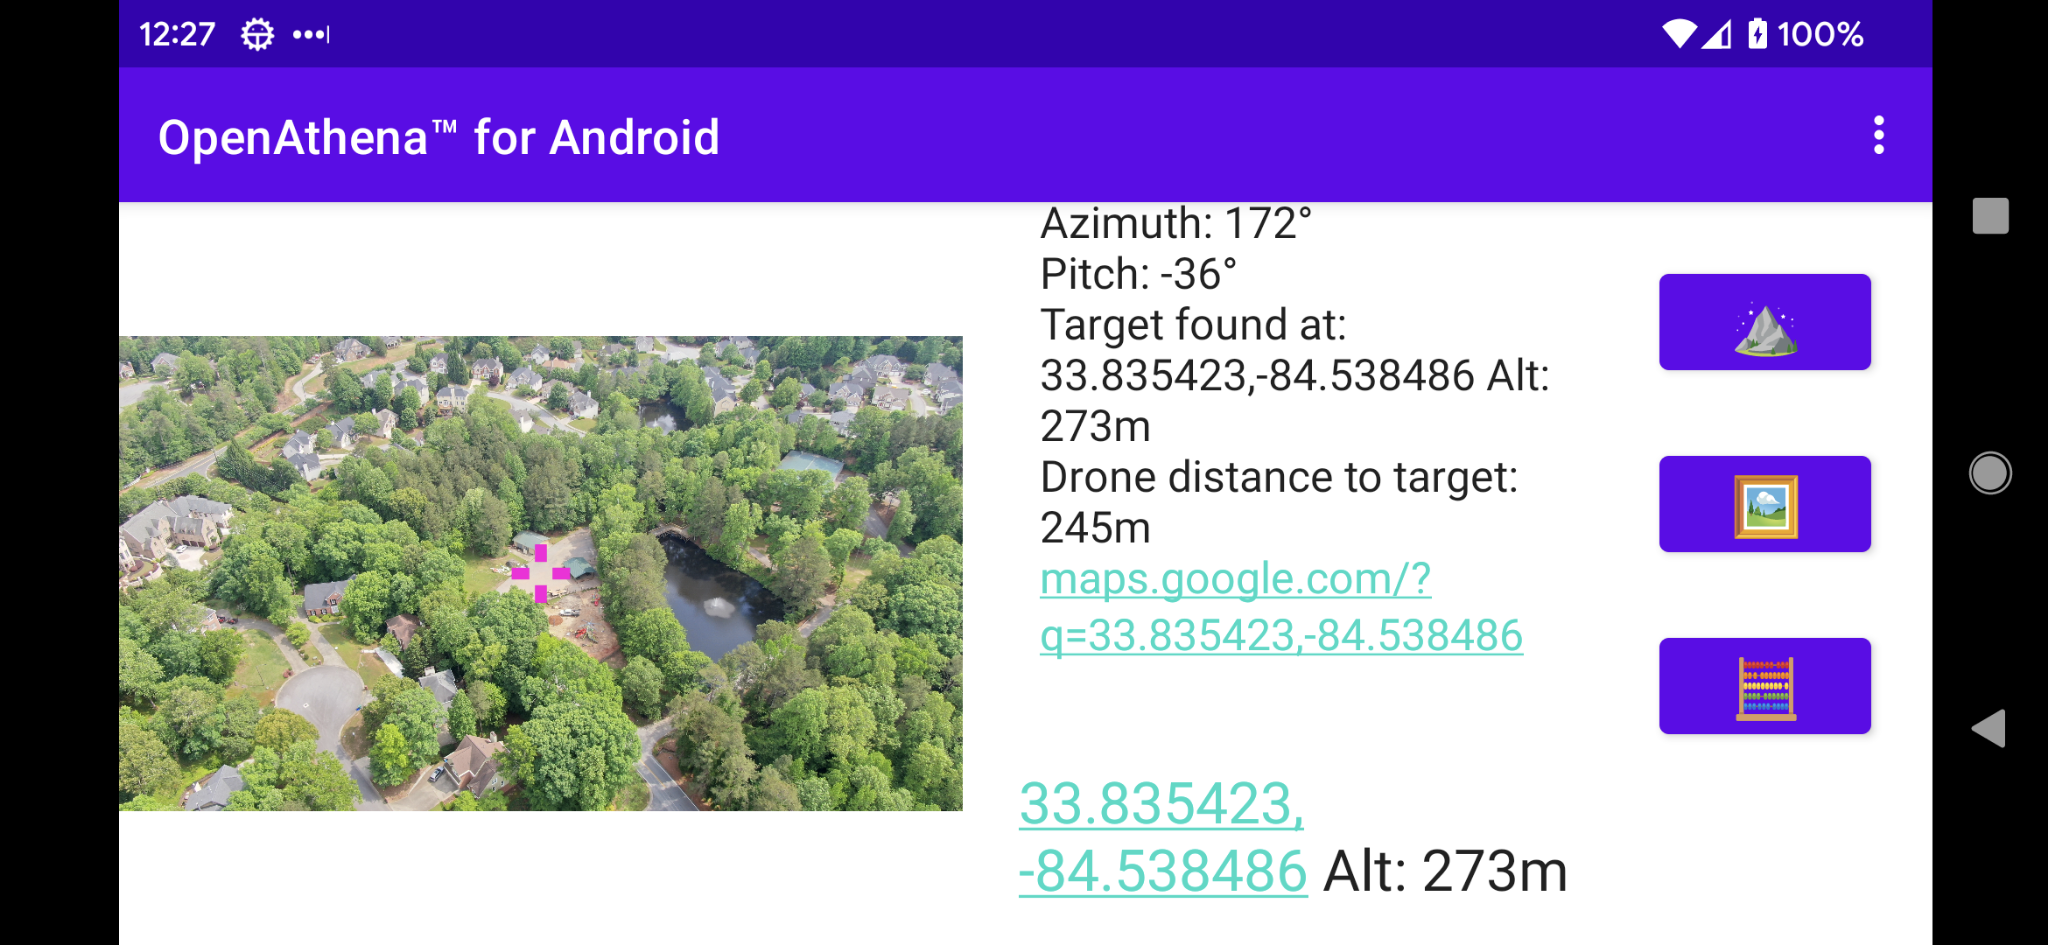 12:27
100%
OpenAthena™ for Android
Azimuth: 172°
Pitch: -36°
Target found at:
33.835423,-84.538486 Alt:
273m
Drone distance to target:
245m
maps.google.com/?
q=33.835423,-84.538486
33.835423,
-84.538486 Alt: 273m